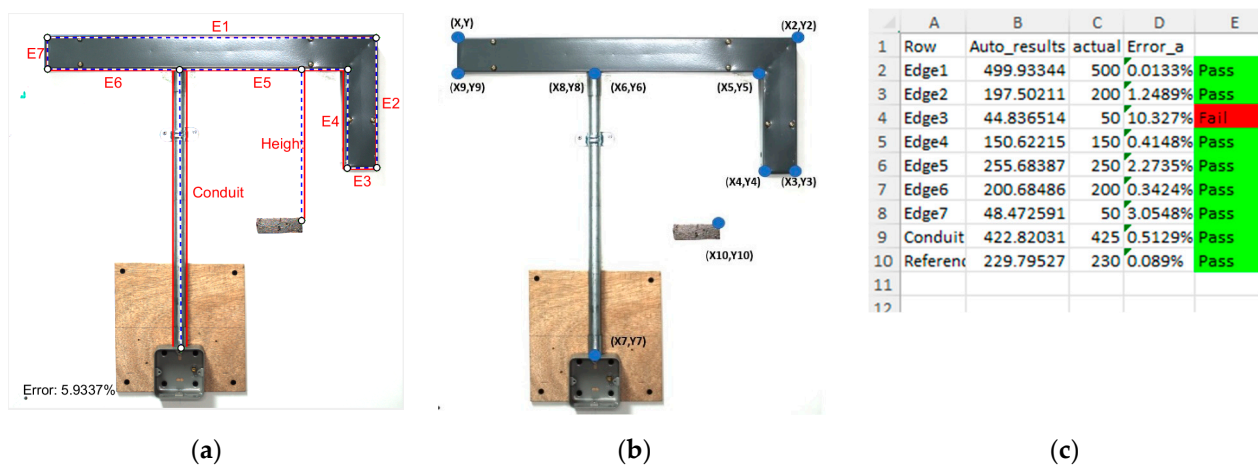 E1
E7
E6
E5
E2
E4
Heigh
E3
Conduit
Error: 5.9337%
(a)
(X,Y)
(X2,Y2)
(X9,Y9)
(X8,Y8)
(X6,Y6)
(X5,Y5)
(X4,Y4)
(X3,Y3)
(X10,Y10)
(X7,Y7)
(b)
A B C D E
1 Row Auto_results actual Error_a
2 Edge1 499.93344 500 0.0133% Pass
3 Edge2 197.50211 200 1.2489% Pass
4 Edge3 44.836514 50 10.327% Fail
5 Edge4 150.62215 150 0.4148% Pass
6 Edge5 255.68387 250 2.2735% Pass
7 Edge6 200.68486 200 0.3424% Pass
8 Edge7 48.472591 50 3.0548% Pass
9 Conduit 422.82031 425 0.5129% Pass
10 Referenc 229.79527 230 0.089% Pass
11
12
(c)